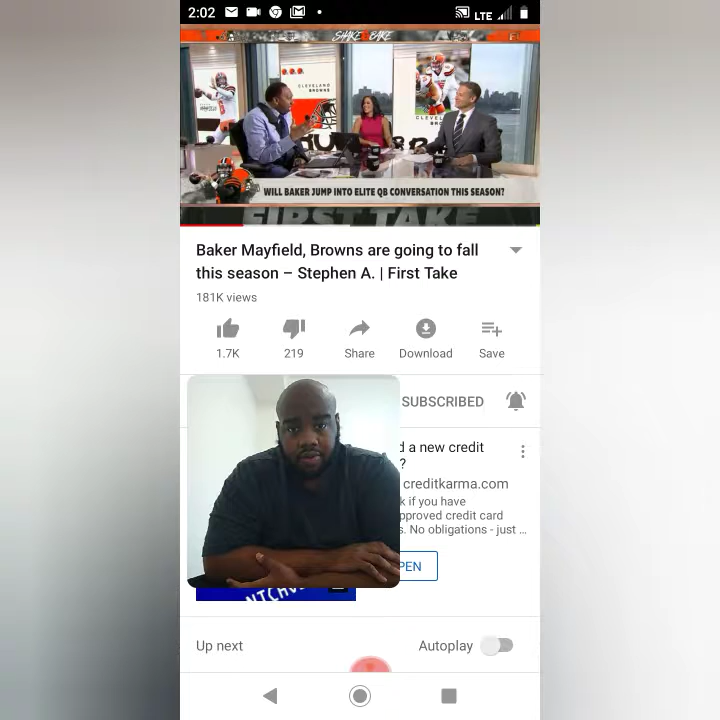 2:02
LTE
SHAKE & BAKE
CLEVELAND
BROWNS
CLEVELAND
WILL BAKER JUMP INTO ELITE QB CONVERSATION THIS SEASON?
FIRST TAKE
Baker Mayfield, Browns are going to fall
this season – Stephen A. | First Take
181K views
1.7K
219
Share
Download
Save
SUBSCRIBED
d a new credit
?
creditkarma.com
k if you have
pproved credit card
s. No obligations - just ...
PEN
Up next
Autoplay